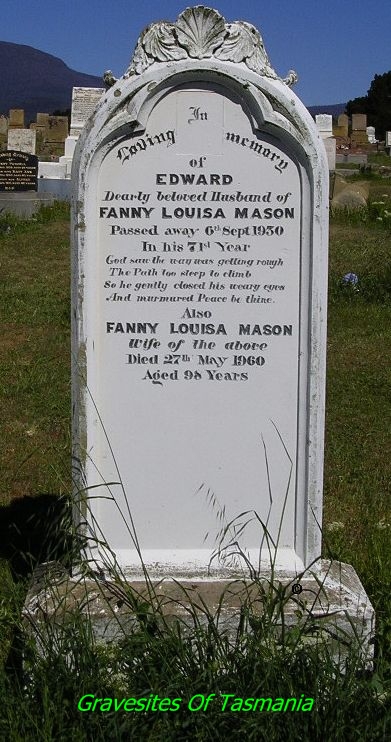 In
Loving memory
of
EDWARD
Dearly beloved Husband of
FANNY LOUISA MASON
Passed away 6th Sept 1930
In his 71st Year
God saw the way was getting rough
The Path too steep to climb
So he gently closed his weary eyes
And murmured Peace be thine.
Also
FANNY LOUISA MASON
Wife of the above
Died 27th May 1960
Aged 98 Years
Gravesites Of Tasmania